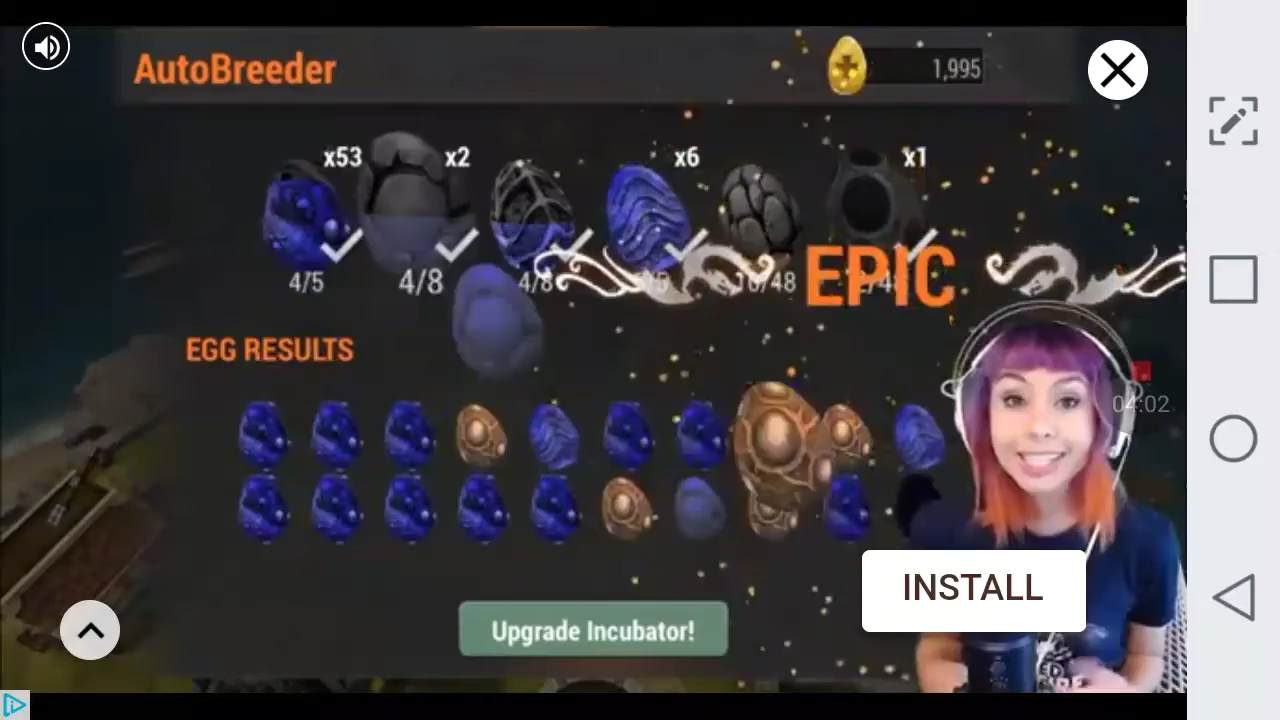 AutoBreeder
1,995
x53
x2
x6
x1
4/5
4/8
4/8
EPIC
EGG RESULTS
04:02
INSTALL
Upgrade Incubator!